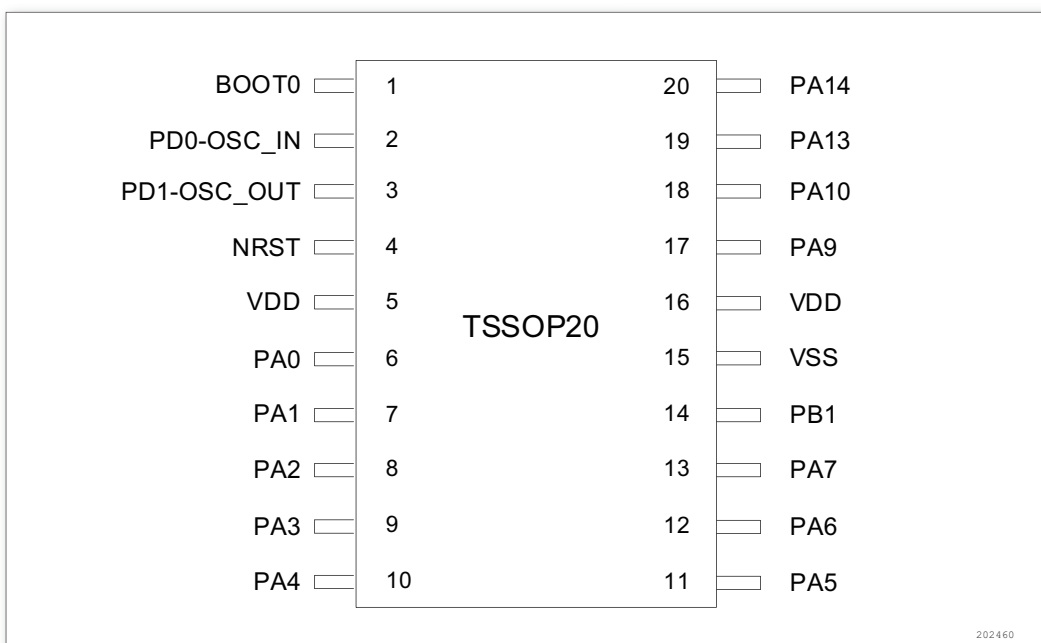 BOOT0 1 20 PA14
PD0-OSC_IN 2 19 PA13
PD1-OSC_OUT 3 18 PA10
NRST 4 17 PA9
VDD 5 16 VDD
TSSOP20
PA0 6 15 VSS
PA1 7 14 PB1
PA2 8 13 PA7
PA3 9 12 PA6
PA4 10 11 PA5
202460